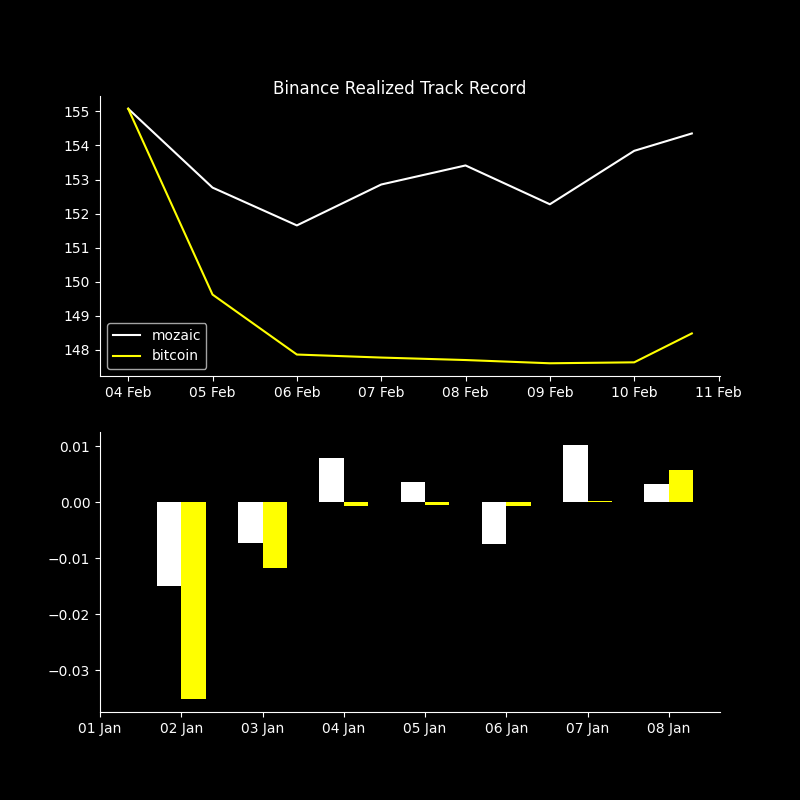 Binance Realized Track Record
155
154
153
152
151
150
149
148
mozaic
bitcoin
04 Feb 05 Feb 06 Feb 07 Feb 08 Feb 09 Feb 10 Feb 11 Feb
0.01
0.00
−0.01
−0.02
−0.03
01 Jan 02 Jan 03 Jan 04 Jan 05 Jan 06 Jan 07 Jan 08 Jan